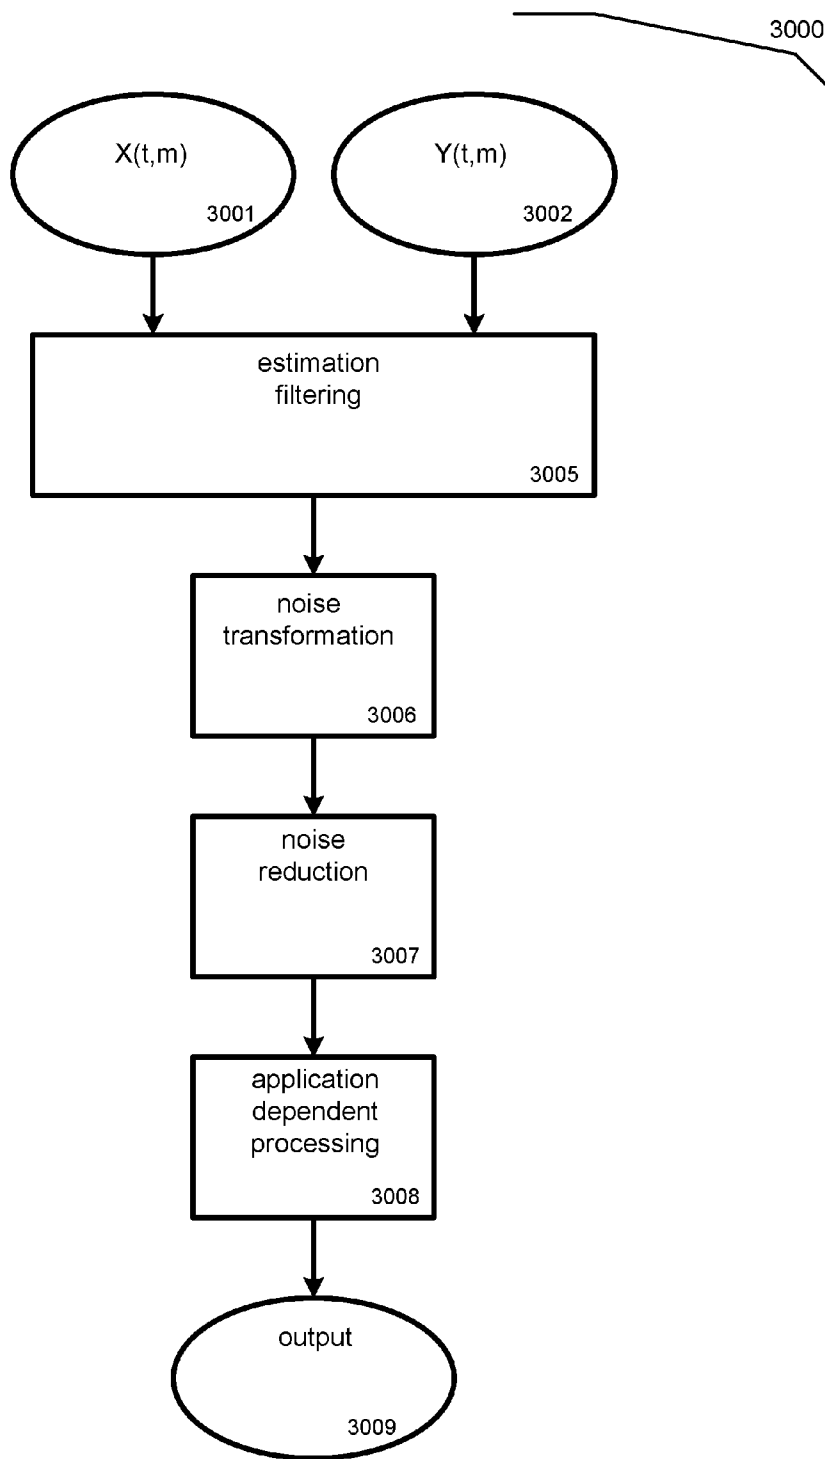 3000
X(t,m)
3001
Y(t,m)
3002
estimation
filtering
3005
noise
transformation
3006
noise
reduction
3007
application
dependent
processing
3008
output
3009